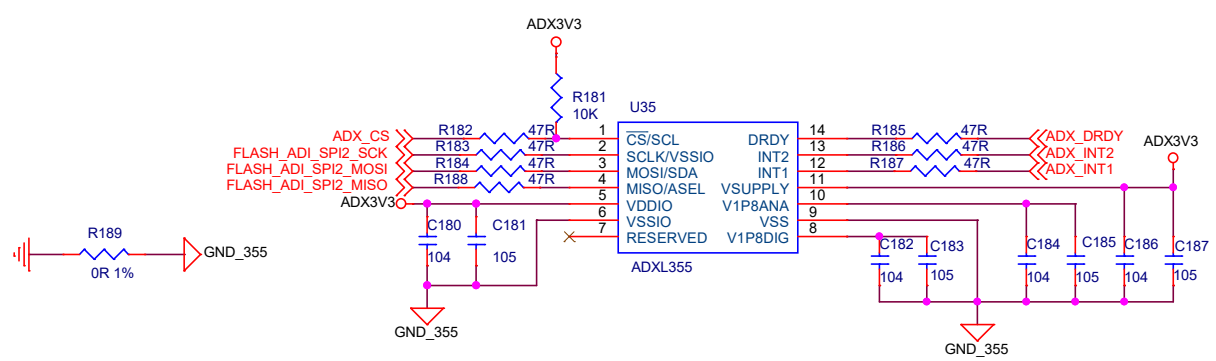 ADX3V3
R181
10K
U35
ADX_CS
R182
47R
1
CS/SCL
DRDY
14
R185
47R
ADX_DRDY
FLASH_ADI_SPI2_SCK
R183
47R
2
SCLK/VSSIO
INT2
13
R186
47R
ADX_INT2
ADX3V3
FLASH_ADI_SPI2_MOSI
R184
47R
3
MOSI/SDA
INT1
12
R187
47R
ADX_INT1
FLASH_ADI_SPI2_MISO
R188
47R
4
MISO/ASEL
VSUPPLY
11
ADX3V3
5
VDDIO
V1P8ANA
10
6
VSSIO
VSS
9
7
RESERVED
V1P8DIG
8
C180
104
C181
105
ADXL355
C182
104
C183
105
C184
104
C185
105
C186
104
C187
105
R189
0R 1%
GND_355
GND_355
GND_355